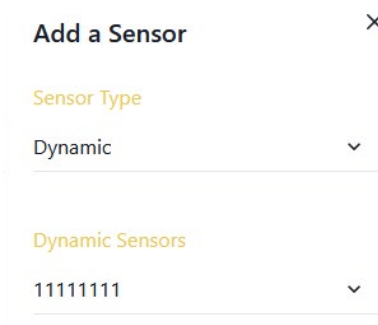 Add a Sensor
Sensor Type
Dynamic
Dynamic Sensors
11111111